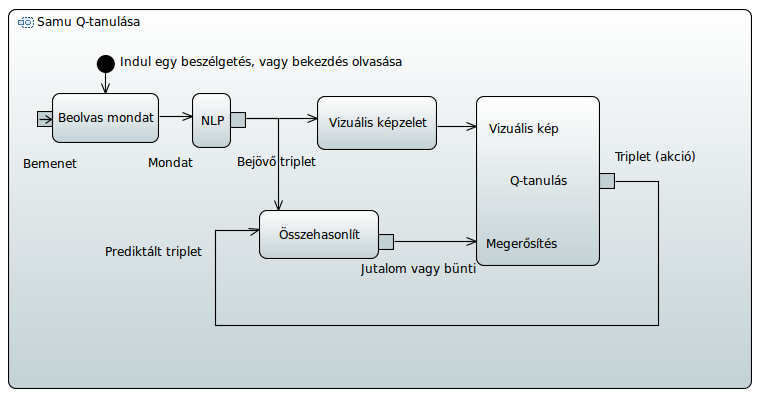 Samu Q-tanulása
Indul egy beszélgetés, vagy bekezdés olvasása
Beolvas mondat
NLP
Vizuális képzelet
Vizuális kép
Bemenet
Mondat
Bejövő triplet
Triplet (akció)
Q-tanulás
Összehasonlít
Megerősítés
Prediktált triplet
Jutalom vagy bünti